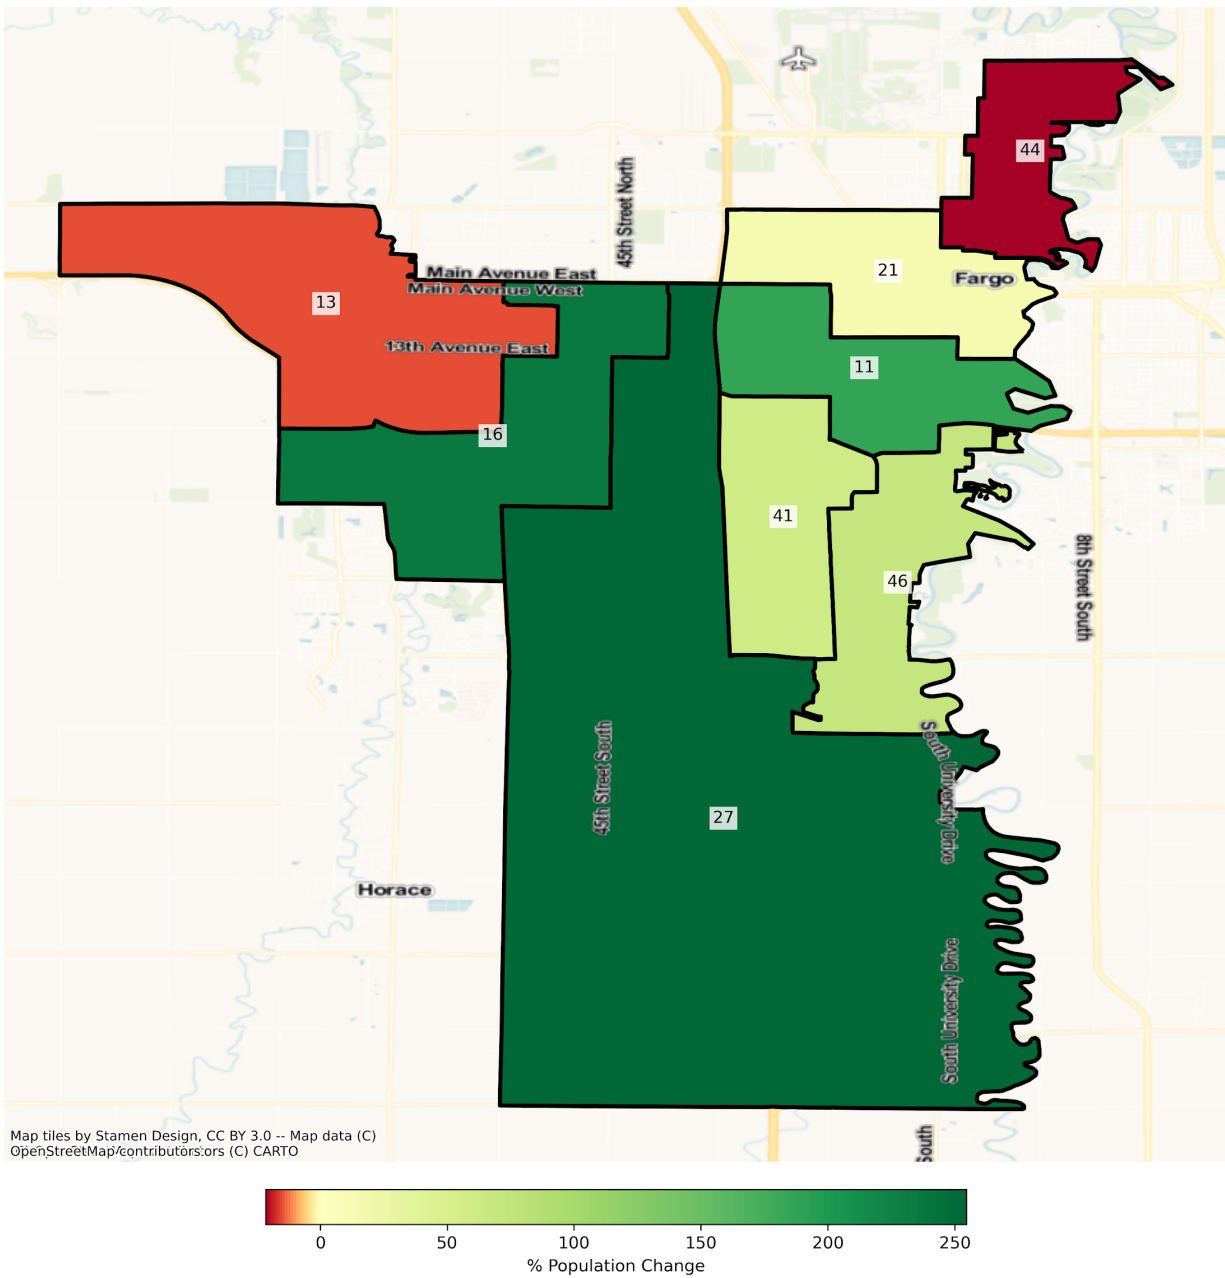 44
45th Street North
21
Main Avenue East
Fargo
Main Avenue West
13
13th Avenue East
11
16
41
8th Street South
46
South University Drive
45th Street South
27
Horace
South University Drive
South
Map tiles by Stamen Design, CC BY 3.0 -- Map data (C)
OpenStreetMap contributors (C) CARTO
0 50 100 150 200 250
% Population Change